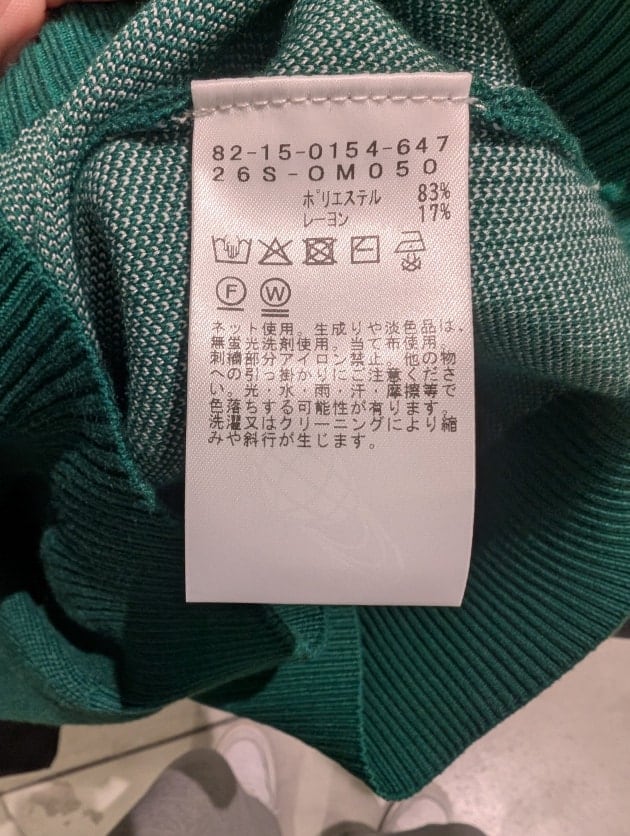 82-15-0154-647
26S-OM050
ポリエステル 83%
レーヨン 17%
F W
ネット使用。生成りや淡色品は、
無蛍光洗剤使用。当て布使用。
刺繍部分アイロン禁止。他の物
への引っ掛かりにご注意くださ
い。光・水・雨・汗・摩擦等で
色落ちする可能性が有ります。
洗濯又はクリーニングにより縮
みや斜行が生じます。